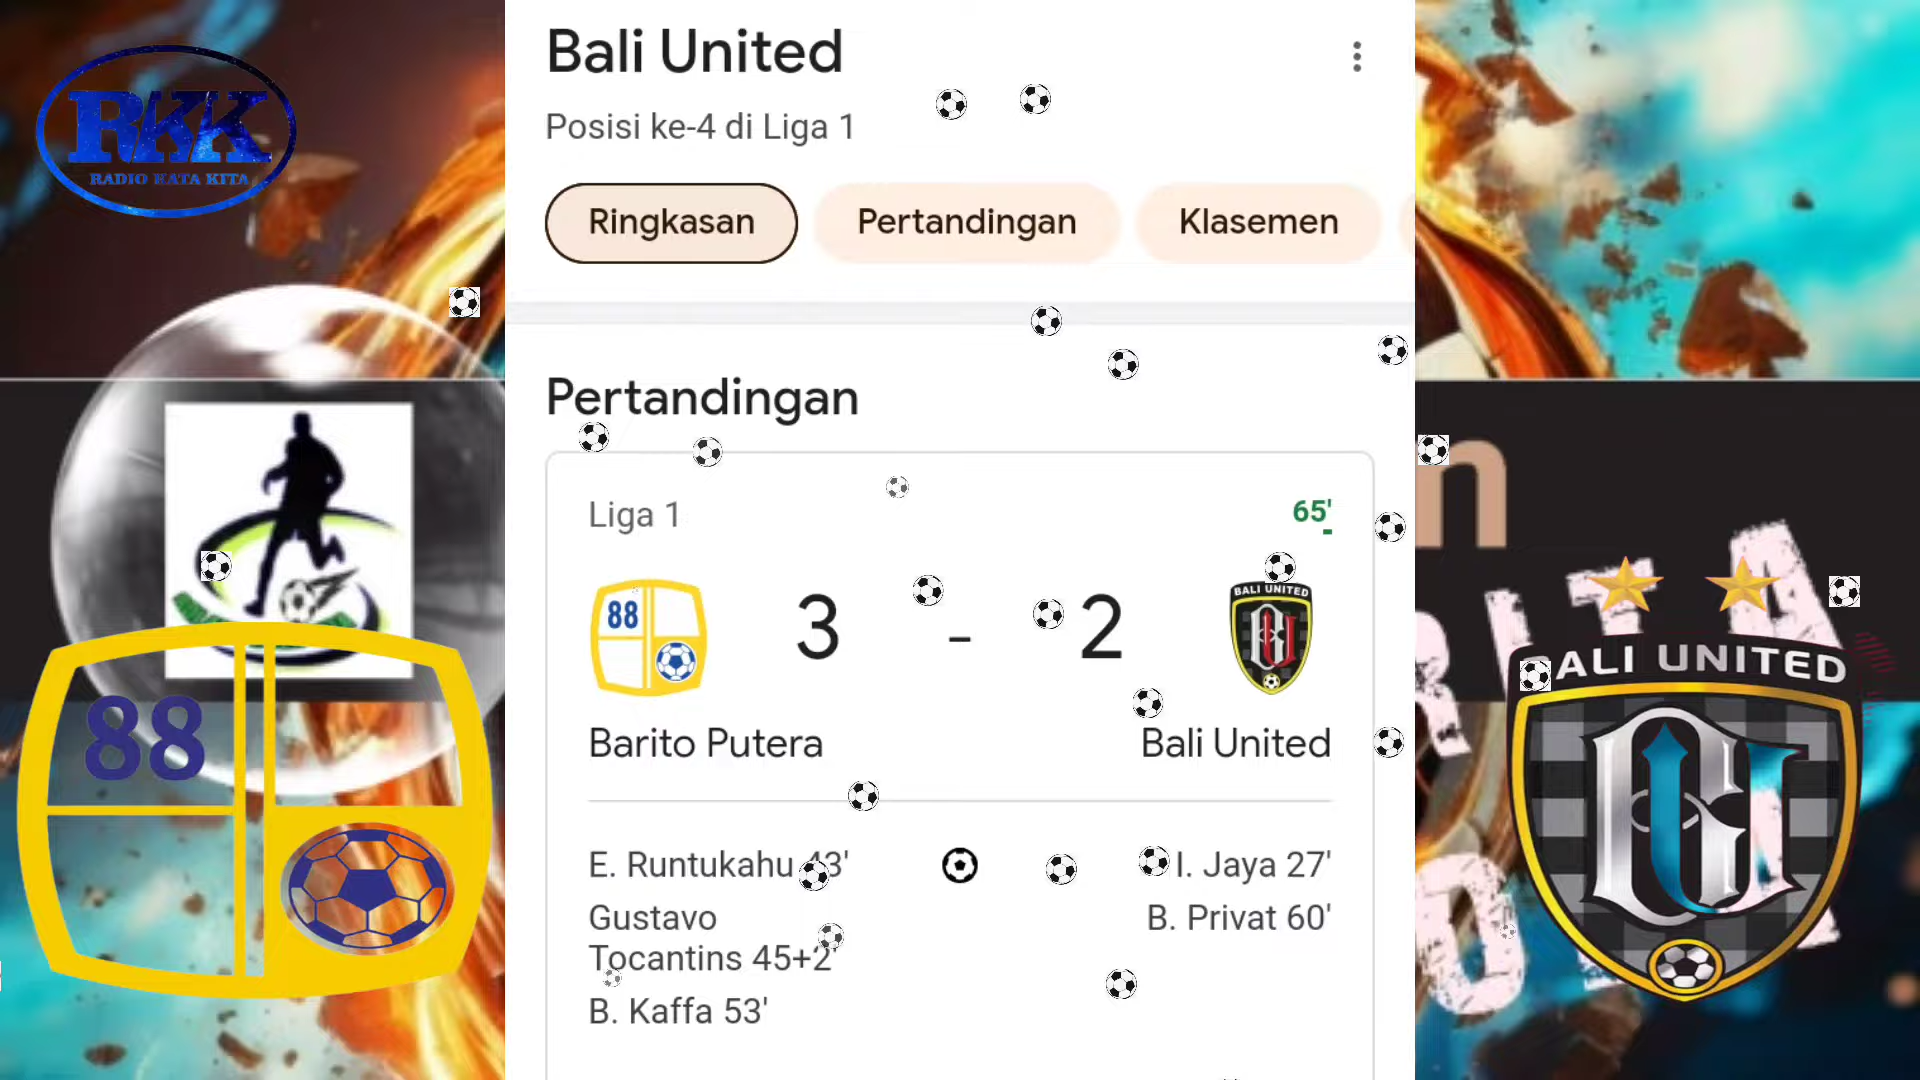 RKK
RADIO KATA KITA
Bali United
Posisi ke-4 di Liga 1
Ringkasan
Pertandingan
Klasemen
Pertandingan
Liga 1
65'
88
3 - 2
BALI UNITED
Barito Putera
Bali United
E. Runtukahu 43'
I. Jaya 27'
Gustavo
Tocantins 45+2'
B. Privat 60'
B. Kaffa 53'
88
n
RITA
ALI UNITED